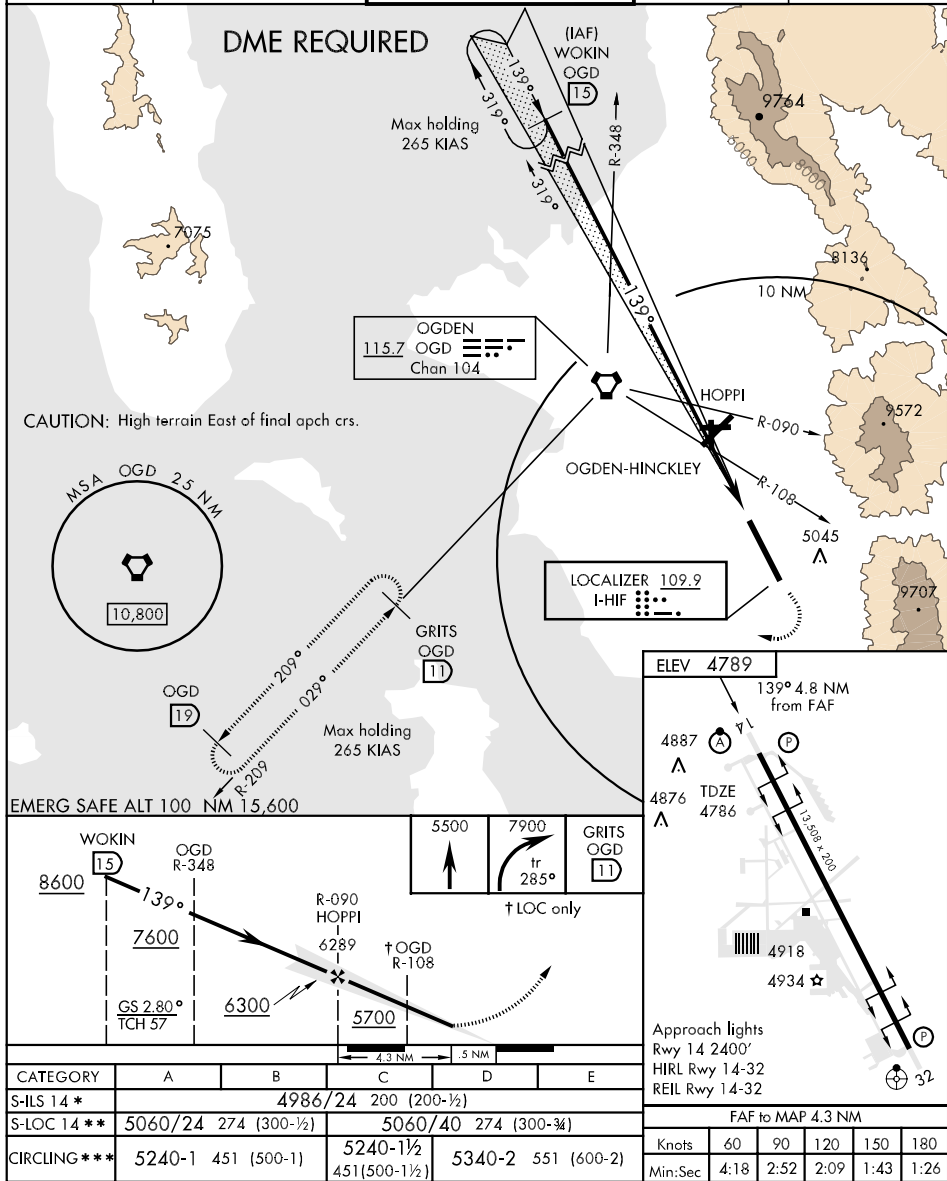 DME REQUIRED
(IAF)
WOKIN
OGD
15
139°
319°
Max holding
265 KIAS
319°
R-348
9764
6000
8000
7075
8136
10 NM
139°
OGDEN
115.7 OGD
Chan 104
HOPPI
R-090
9572
CAUTION: High terrain East of final apch crs.
OGDEN-HINCKLEY
R-108
MSA OGD 25 NM
10,800
5045
LOCALIZER 109.9
I-HIF
9707
209°
029°
GRITS
OGD
11
OGD
19
Max holding
265 KIAS
R-209
EMERG SAFE ALT 100 NM 15,600
ELEV 4789
139° 4.8 NM
from FAF
14
4887
A
P
4876
TDZE
4786
13,508 x 200
4918
4934
Approach lights
Rwy 14 2400'
HIRL Rwy 14-32
REIL Rwy 14-32
P
32
WOKIN
15
OGD
R-348
8600
139°
7600
GS 2.80°
TCH 57
R-090
HOPPI
6289
6300
† OGD
R-108
5700
4.3 NM
.5 NM
5500
7900
tr
285°
GRITS
OGD
11
† LOC only
CATEGORY A B C D E
S-ILS 14 * 4986/24 200 (200-½)
S-LOC 14 ** 5060/24 274 (300-½) 5060/40 274 (300-¾)
CIRCLING *** 5240-1 451 (500-1) 5240-1½ 451(500-1½) 5340-2 551 (600-2)
FAF to MAP 4.3 NM
Knots 60 90 120 150 180
Min:Sec 4:18 2:52 2:09 1:43 1:26